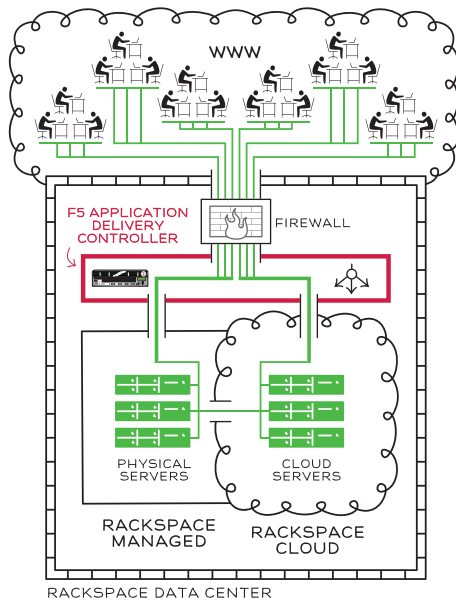 WWW
F5 APPLICATION
DELIVERY
CONTROLLER
FIREWALL
PHYSICAL
SERVERS
CLOUD
SERVERS
RACKSPACE
MANAGED
RACKSPACE
CLOUD
RACKSPACE DATA CENTER